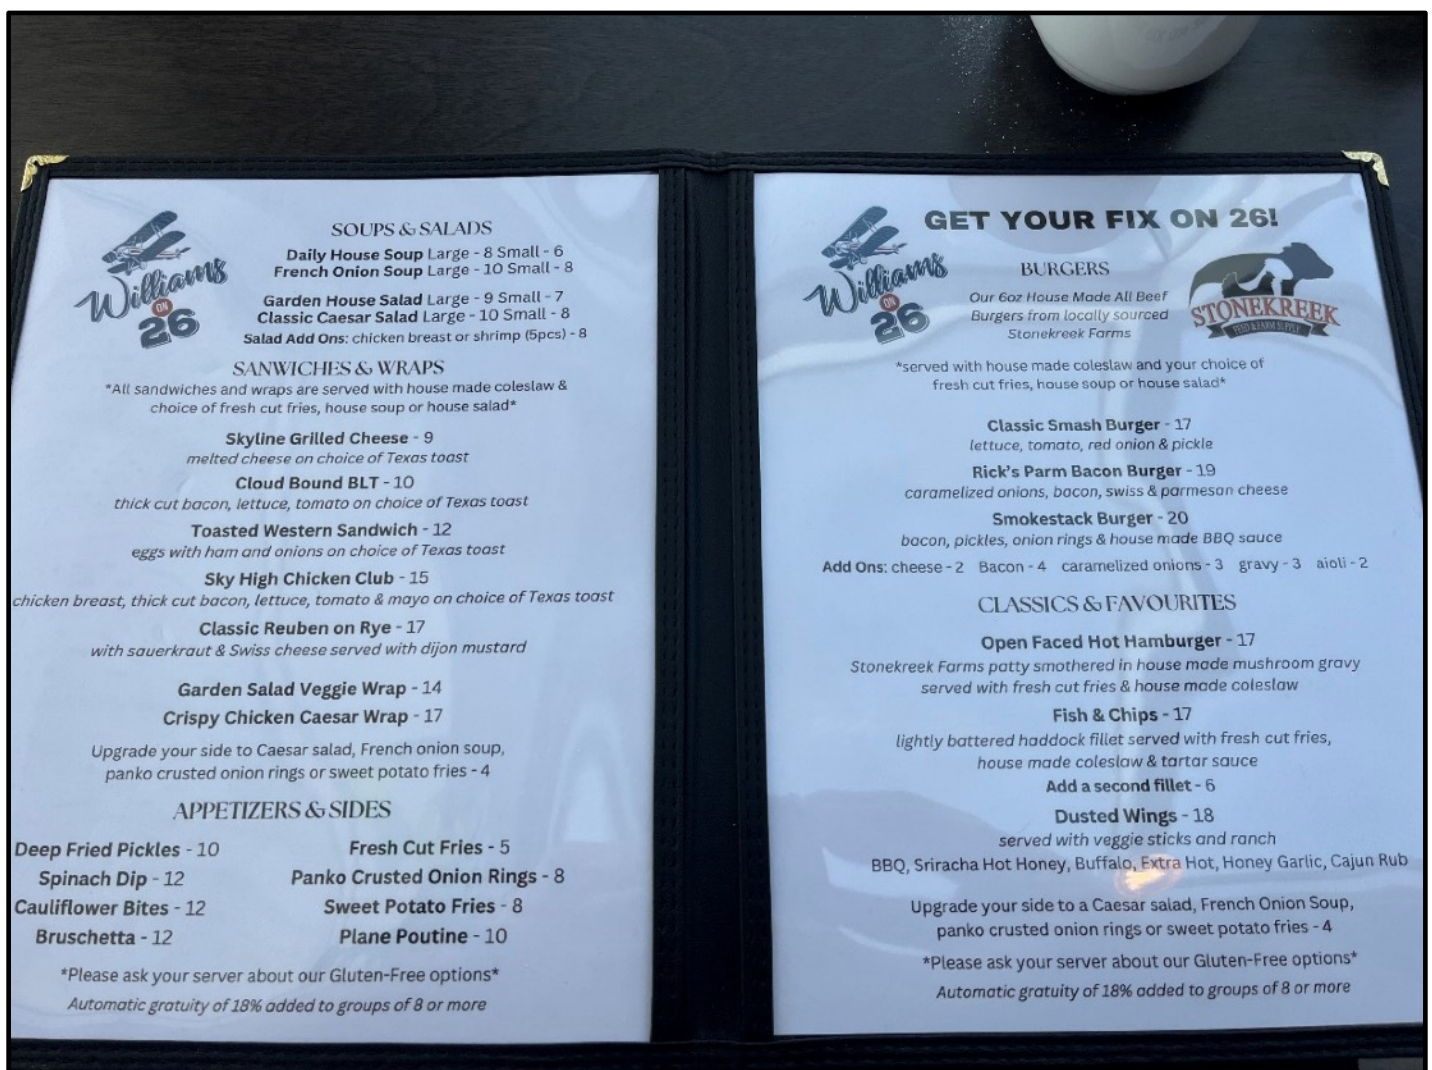 Williams
ON
26
SOUPS & SALADS
Daily House Soup Large - 8 Small - 6
French Onion Soup Large - 10 Small - 8
Garden House Salad Large - 9 Small - 7
Classic Caesar Salad Large - 10 Small - 8
Salad Add Ons: chicken breast or shrimp (5pcs) - 8
SANWICHES & WRAPS
*All sandwiches and wraps are served with house made coleslaw &
choice of fresh cut fries, house soup or house salad*
Skyline Grilled Cheese - 9
melted cheese on choice of Texas toast
Cloud Bound BLT - 10
thick cut bacon, lettuce, tomato on choice of Texas toast
Toasted Western Sandwich - 12
eggs with ham and onions on choice of Texas toast
Sky High Chicken Club - 15
chicken breast, thick cut bacon, lettuce, tomato & mayo on choice of Texas toast
Classic Reuben on Rye - 17
with sauerkraut & Swiss cheese served with dijon mustard
Garden Salad Veggie Wrap - 14
Crispy Chicken Caesar Wrap - 17
Upgrade your side to Caesar salad, French onion soup,
panko crusted onion rings or sweet potato fries - 4
APPETIZERS & SIDES
Deep Fried Pickles - 10
Spinach Dip - 12
Cauliflower Bites - 12
Bruschetta - 12
Fresh Cut Fries - 5
Panko Crusted Onion Rings - 8
Sweet Potato Fries - 8
Plane Poutine - 10
*Please ask your server about our Gluten-Free options*
Automatic gratuity of 18% added to groups of 8 or more
Williams
ON
26
GET YOUR FIX ON 26!
BURGERS
Our 6oz House Made All Beef
Burgers from locally sourced
Stonekreek Farms
STONEKREEK
FEED & FARM SUPPLY
*served with house made coleslaw and your choice of
fresh cut fries, house soup or house salad*
Classic Smash Burger - 17
lettuce, tomato, red onion & pickle
Rick's Parm Bacon Burger - 19
caramelized onions, bacon, swiss & parmesan cheese
Smokestack Burger - 20
bacon, pickles, onion rings & house made BBQ sauce
Add Ons: cheese - 2 Bacon - 4 caramelized onions - 3 gravy - 3 aioli - 2
CLASSICS & FAVOURITES
Open Faced Hot Hamburger - 17
Stonekreek Farms patty smothered in house made mushroom gravy
served with fresh cut fries & house made coleslaw
Fish & Chips - 17
lightly battered haddock fillet served with fresh cut fries,
house made coleslaw & tartar sauce
Add a second fillet - 6
Dusted Wings - 18
served with veggie sticks and ranch
BBQ, Sriracha Hot Honey, Buffalo, Extra Hot, Honey Garlic, Cajun Rub
Upgrade your side to a Caesar salad, French Onion Soup,
panko crusted onion rings or sweet potato fries - 4
*Please ask your server about our Gluten-Free options*
Automatic gratuity of 18% added to groups of 8 or more